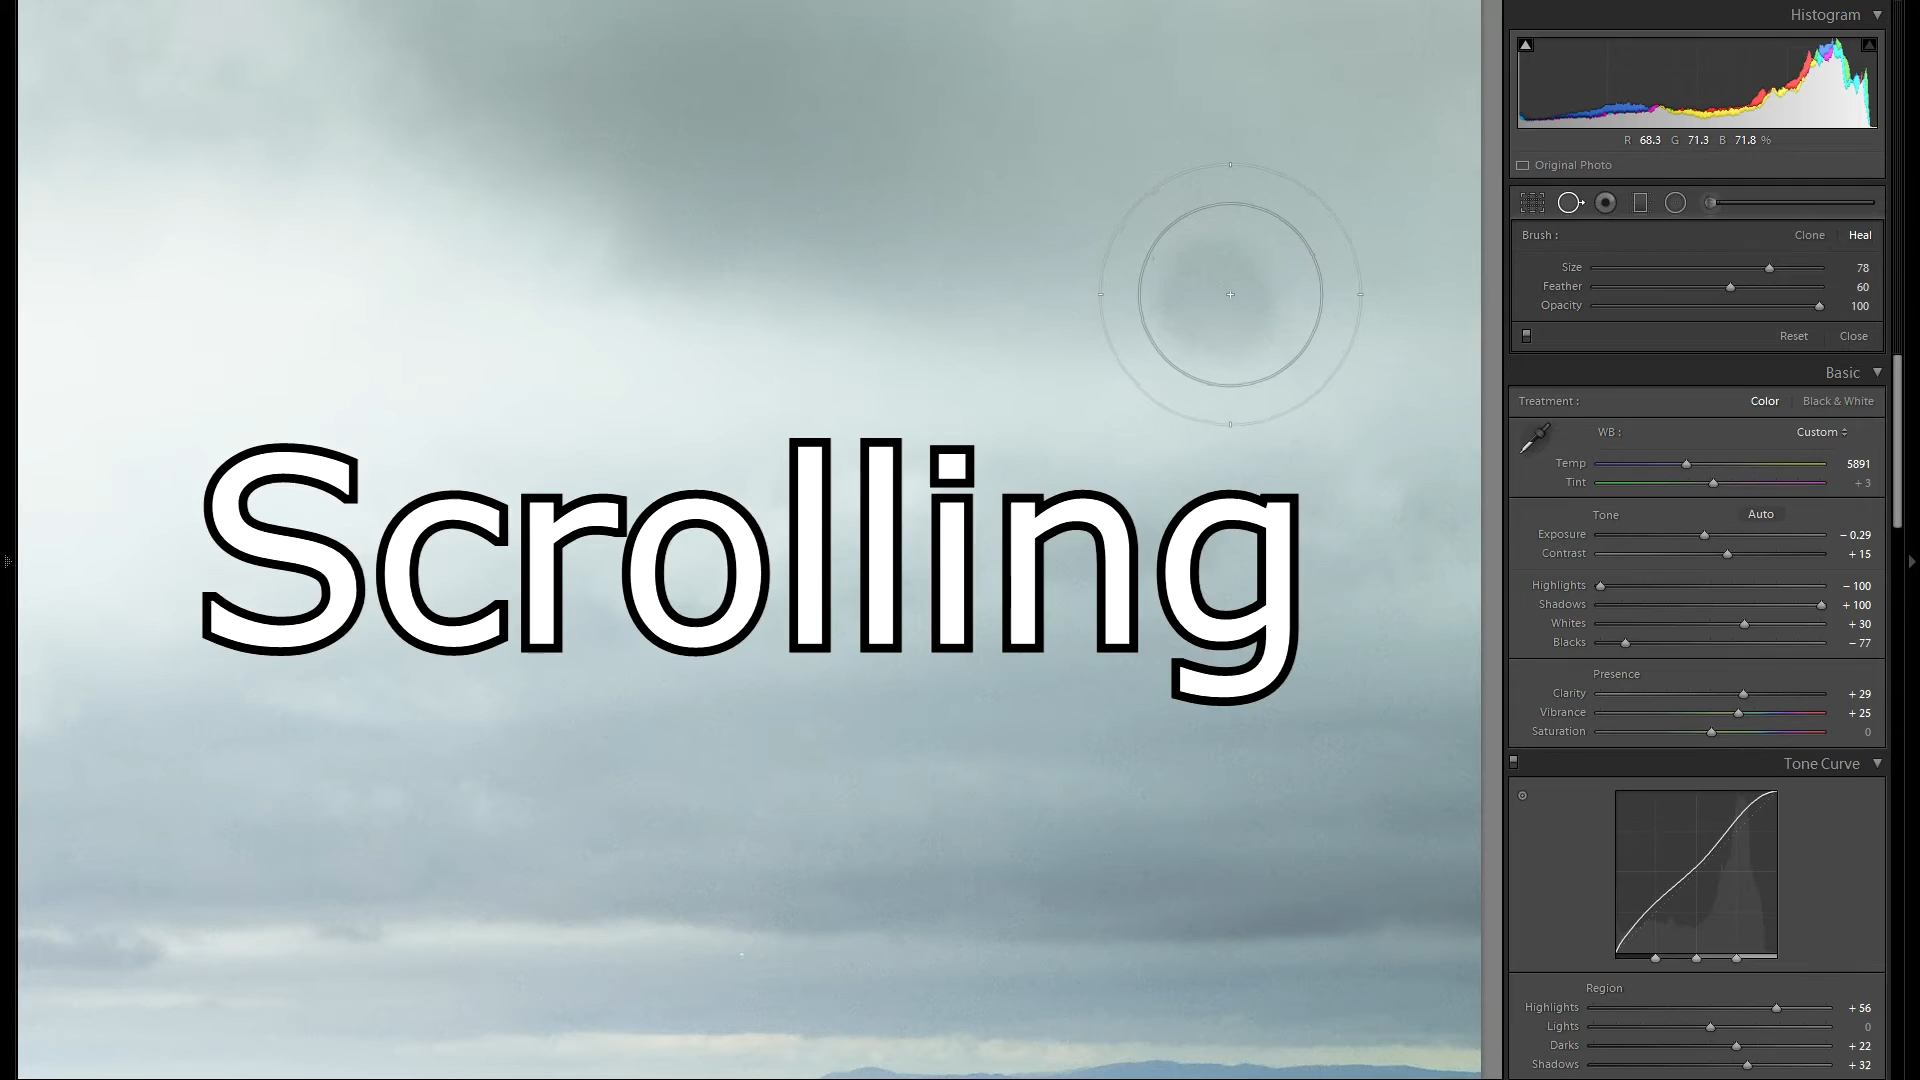 Scrolling
Histogram
R 68.3 G 71.3 B 71.8 %
Original Photo
Brush : Clone Heal
Size 78
Feather 60
Opacity 100
Reset Close
Basic
Treatment : Color Black & White
WB : Custom
Temp 5891
Tint + 3
Tone Auto
Exposure − 0.29
Contrast + 15
Highlights − 100
Shadows + 100
Whites + 30
Blacks − 77
Presence
Clarity + 29
Vibrance + 25
Saturation 0
Tone Curve
Region
Highlights + 56
Lights 0
Darks + 22
Shadows + 32